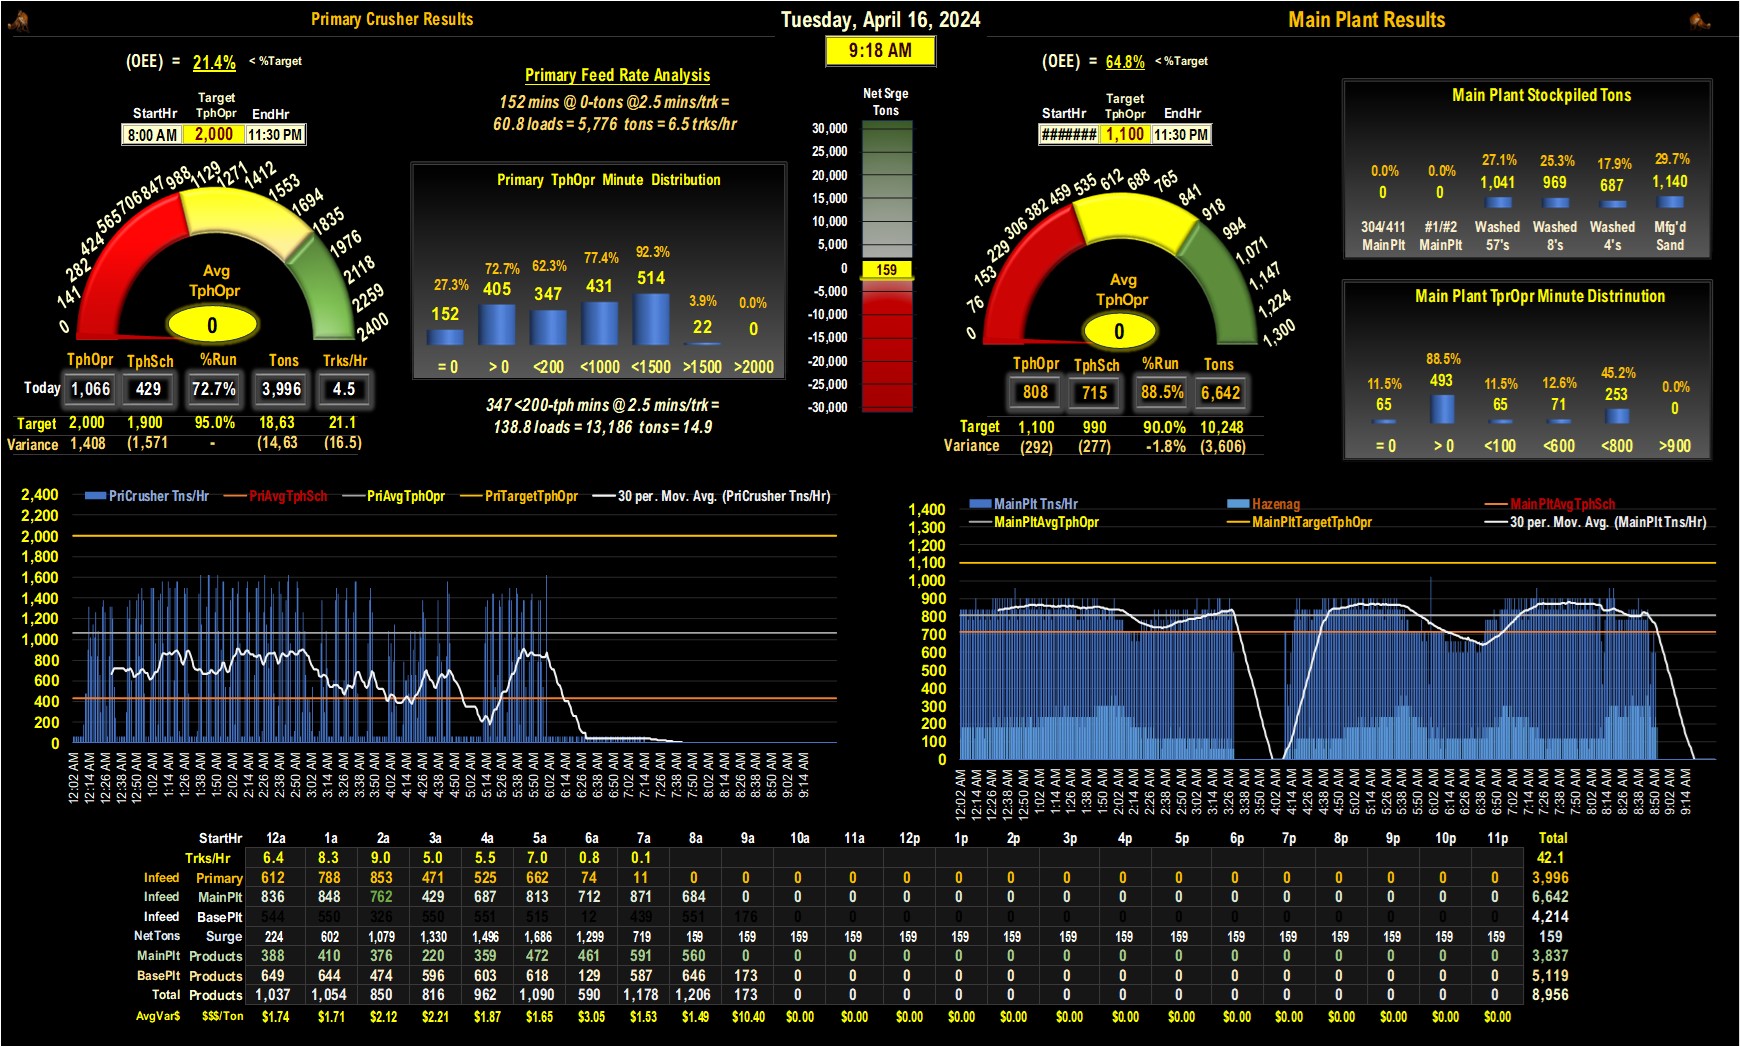 Primary Crusher Results
Tuesday, April 16, 2024
Main Plant Results
9:18 AM
(OEE) = 21.4% < %Target
StartHr Target TphOpr EndHr
8:00 AM 2,000 11:30 PM
0 141 282 424 565 706 847 988 1129 1271 1412 1553 1694 1835 1976 2118 2259 2400
Avg
TphOpr
0
TphOpr TphSch %Run Tons Trks/Hr
Today 1,066 429 72.7% 3,996 4.5
Target 2,000 1,900 95.0% 18,63 21.1
Variance 1,408 (1,571 - (14,63 (16.5)
Primary Feed Rate Analysis
152 mins @ 0-tons @2.5 mins/trk =
60.8 loads = 5,776 tons = 6.5 trks/hr
Primary TphOpr Minute Distribution
27.3% 72.7% 62.3% 77.4% 92.3% 3.9% 0.0%
152 405 347 431 514 22 0
= 0 > 0 <200 <1000 <1500 >1500 >2000
347 <200-tph mins @ 2.5 mins/trk =
138.8 loads = 13,186 tons = 14.9
Net Srge
Tons
30,000
25,000
20,000
15,000
10,000
5,000
0
159
-5,000
-10,000
-15,000
-20,000
-25,000
-30,000
(OEE) = 64.8% < %Target
StartHr Target TphOpr EndHr
####### 1,100 11:30 PM
0 76 153 229 306 382 459 535 612 688 765 841 918 994 1,071 1,147 1,224 1,300
Avg
TphOpr
0
TphOpr TphSch %Run Tons
808 715 88.5% 6,642
Target 1,100 990 90.0% 10,248
Variance (292) (277) -1.8% (3,606)
Main Plant Stockpiled Tons
0.0% 0.0% 27.1% 25.3% 17.9% 29.7%
0 0 1,041 969 687 1,140
304/411 #1/#2 Washed Washed Washed Mfg'd
MainPlt MainPlt 57's 8's 4's Sand
Main Plant TprOpr Minute Distrinution
11.5% 88.5% 11.5% 12.6% 45.2% 0.0%
65 493 65 71 253 0
= 0 > 0 <100 <600 <800 >900
PriCrusher Tns/Hr PriAvgTphSch PriAvgTphOpr PriTargetTphOpr 30 per. Mov. Avg. (PriCrusher Tns/Hr)
2,400
2,200
2,000
1,800
1,600
1,400
1,200
1,000
800
600
400
200
0
12:02 AM 12:14 AM 12:26 AM 12:38 AM 12:50 AM 1:02 AM 1:14 AM 1:26 AM 1:38 AM 1:50 AM 2:02 AM 2:14 AM 2:26 AM 2:38 AM 2:50 AM 3:02 AM 3:14 AM 3:26 AM 3:38 AM 3:50 AM 4:02 AM 4:14 AM 4:26 AM 4:38 AM 4:50 AM 5:02 AM 5:14 AM 5:26 AM 5:38 AM 5:50 AM 6:02 AM 6:14 AM 6:26 AM 6:38 AM 6:50 AM 7:02 AM 7:14 AM 7:26 AM 7:38 AM 7:50 AM 8:02 AM 8:14 AM 8:26 AM 8:38 AM 8:50 AM 9:02 AM 9:14 AM
MainPlt Tns/Hr Hazenag MainPltAvgTphSch
MainPltAvgTphOpr MainPltTargetTphOpr 30 per. Mov. Avg. (MainPlt Tns/Hr)
1,400
1,300
1,200
1,100
1,000
900
800
700
600
500
400
300
200
100
0
12:02 AM 12:14 AM 12:26 AM 12:38 AM 12:50 AM 1:02 AM 1:14 AM 1:26 AM 1:38 AM 1:50 AM 2:02 AM 2:14 AM 2:26 AM 2:38 AM 2:50 AM 3:02 AM 3:14 AM 3:26 AM 3:38 AM 3:50 AM 4:02 AM 4:14 AM 4:26 AM 4:38 AM 4:50 AM 5:02 AM 5:14 AM 5:26 AM 5:38 AM 5:50 AM 6:02 AM 6:14 AM 6:26 AM 6:38 AM 6:50 AM 7:02 AM 7:14 AM 7:26 AM 7:38 AM 7:50 AM 8:02 AM 8:14 AM 8:26 AM 8:38 AM 8:50 AM 9:02 AM 9:14 AM
StartHr 12a 1a 2a 3a 4a 5a 6a 7a 8a 9a 10a 11a 12p 1p 2p 3p 4p 5p 6p 7p 8p 9p 10p 11p Total
Trks/Hr 6.4 8.3 9.0 5.0 5.5 7.0 0.8 0.1 42.1
Infeed Primary 612 788 853 471 525 662 74 11 0 0 0 0 0 0 0 0 0 0 0 0 0 0 0 0 3,996
Infeed MainPlt 836 848 762 429 687 813 712 871 684 0 0 0 0 0 0 0 0 0 0 0 0 0 0 0 6,642
Infeed BasePlt 544 550 326 550 551 515 12 439 551 176 0 0 0 0 0 0 0 0 0 0 0 0 0 0 4,214
NetTons Surge 224 602 1,079 1,330 1,496 1,686 1,299 719 159 159 159 159 159 159 159 159 159 159 159 159 159 159 159 159 159
MainPlt Products 388 410 376 220 359 472 461 591 560 0 0 0 0 0 0 0 0 0 0 0 0 0 0 0 3,837
BasePlt Products 649 644 474 596 603 618 129 587 646 173 0 0 0 0 0 0 0 0 0 0 0 0 0 0 5,119
Total Products 1,037 1,054 850 816 962 1,090 590 1,178 1,206 173 0 0 0 0 0 0 0 0 0 0 0 0 0 0 8,956
AvgVar$ $$$/Ton $1.74 $1.71 $2.12 $2.21 $1.87 $1.65 $3.05 $1.53 $1.49 $10.40 $0.00 $0.00 $0.00 $0.00 $0.00 $0.00 $0.00 $0.00 $0.00 $0.00 $0.00 $0.00 $0.00 $0.00